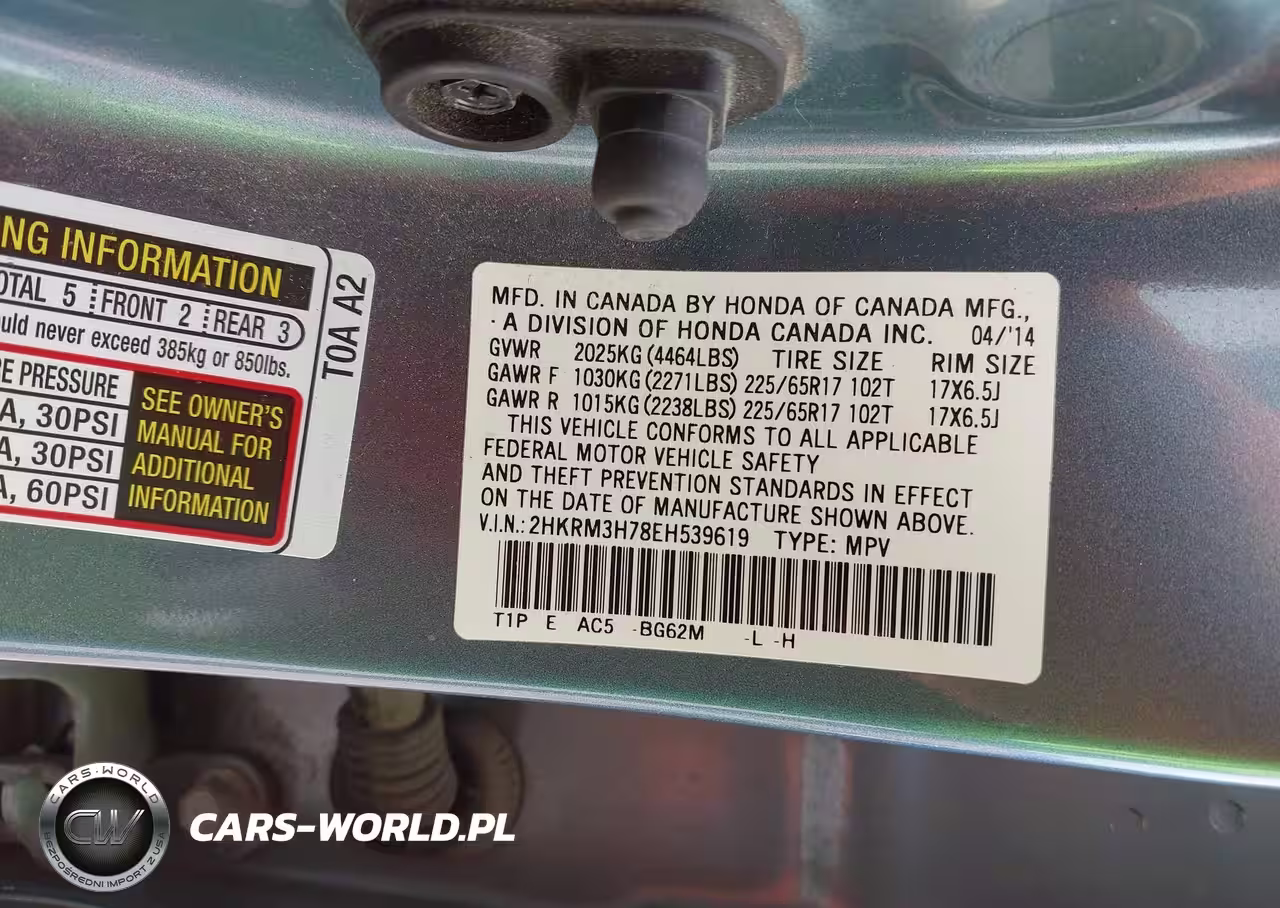 NG INFORMATION
OTAL 5 FRONT 2 REAR 3
uld never exceed 385kg or 850lbs.
E PRESSURE
A, 30PSI
A, 30PSI
A, 60PSI
SEE OWNER'S
MANUAL FOR
ADDITIONAL
INFORMATION
T0A A2
MFD. IN CANADA BY HONDA OF CANADA MFG.,
A DIVISION OF HONDA CANADA INC. 04/'14
GVWR 2025KG (4464LBS) TIRE SIZE RIM SIZE
GAWR F 1030KG (2271LBS) 225/65R17 102T 17X6.5J
GAWR R 1015KG (2238LBS) 225/65R17 102T 17X6.5J
THIS VEHICLE CONFORMS TO ALL APPLICABLE
FEDERAL MOTOR VEHICLE SAFETY
AND THEFT PREVENTION STANDARDS IN EFFECT
ON THE DATE OF MANUFACTURE SHOWN ABOVE.
V.I.N.: 2HKRM3H78EH539619 TYPE: MPV
T1P E AC5 -BG62M -L -H
CARS-WORLD
CW
BEZPOŚREDNI IMPORT Z USA
CARS-WORLD.PL